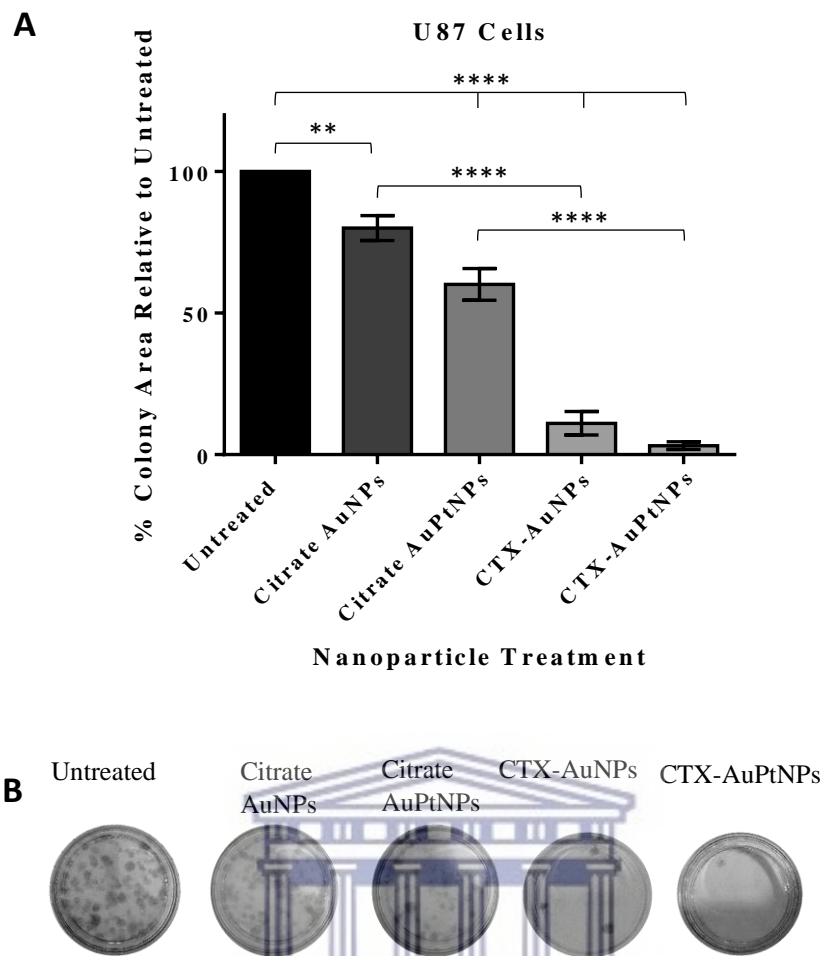 A
U87 Cells
% Colony Area Relative to Untreated
****
**
****
****
100
50
0
Untreated
Citrate AuNPs
Citrate AuPtNPs
CTX-AuNPs
CTX-AuPtNPs
Nanoparticle Treatment
B
Untreated
Citrate
AuNPs
Citrate
AuPtNPs
CTX-AuNPs
CTX-AuPtNPs